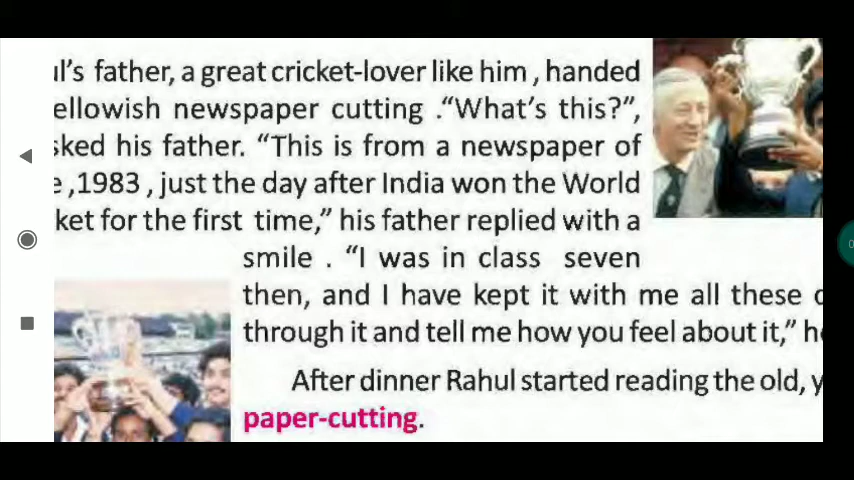 ul's father, a great cricket-lover like him , handed
ellowish newspaper cutting ."What's this?",
sked his father. "This is from a newspaper of
e ,1983 , just the day after India won the World
ket for the first time," his father replied with a
smile . "I was in class seven
then, and I have kept it with me all these
through it and tell me how you feel about it," h
After dinner Rahul started reading the old, y
paper-cutting.